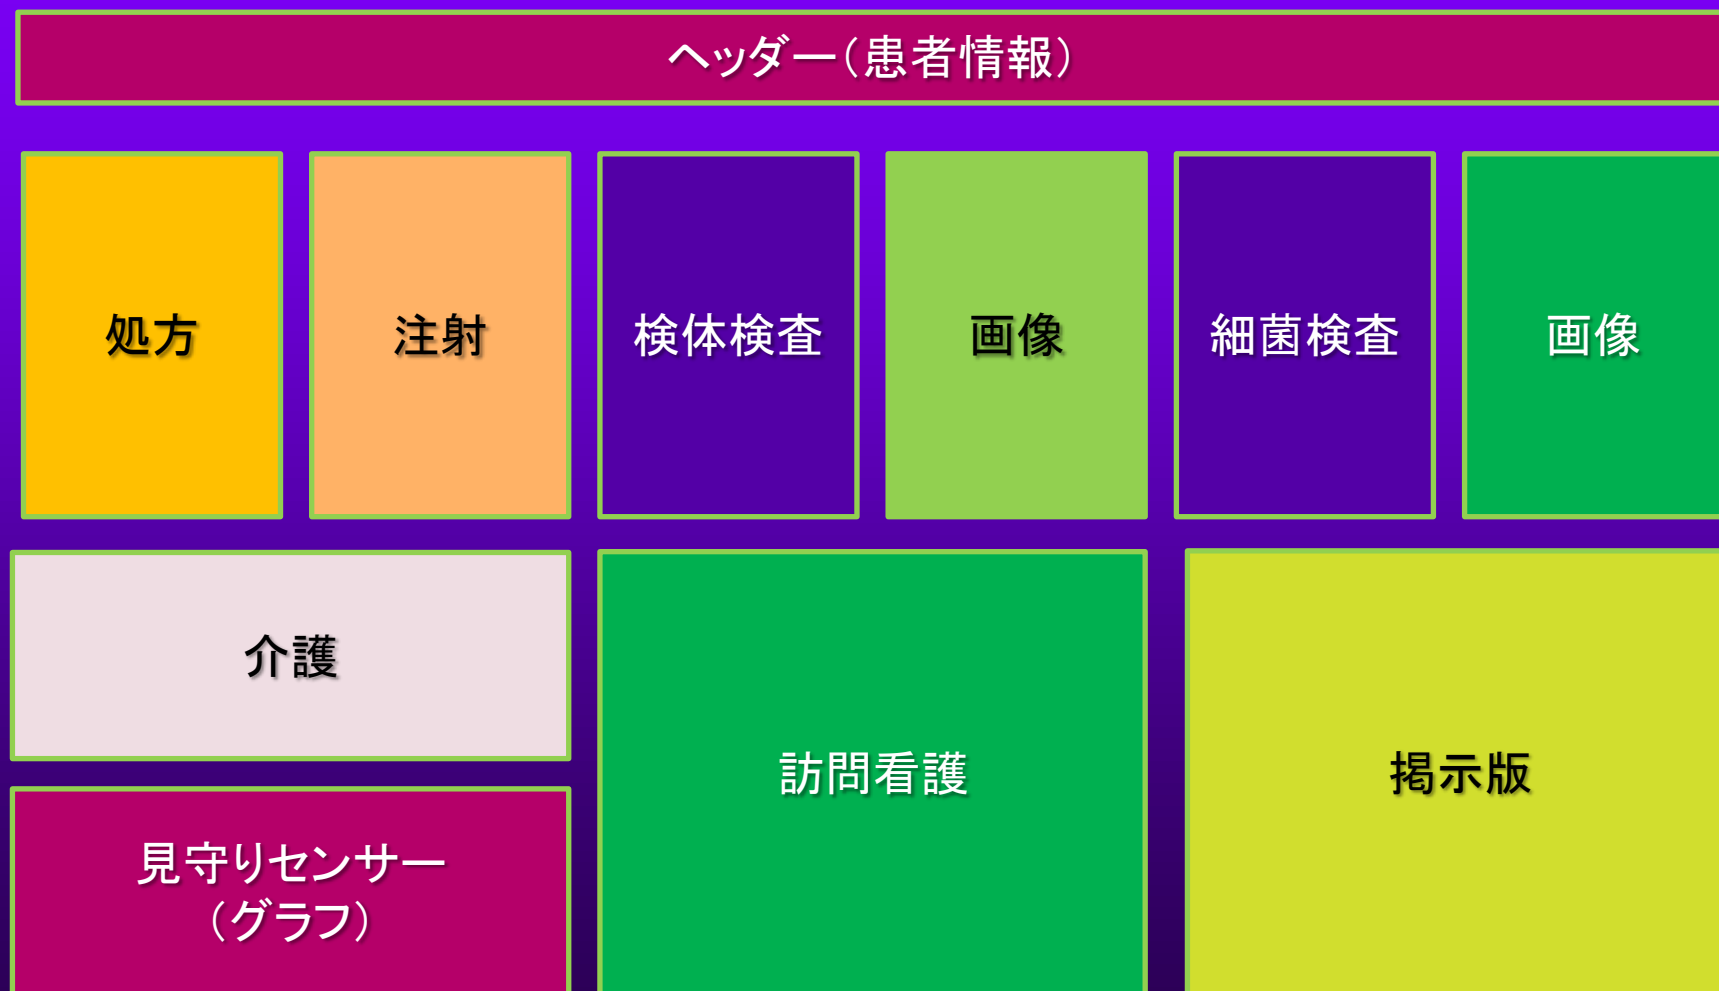 ヘッダー（患者情報）
処方
注射
検体検査
画像
細菌検査
画像
介護
訪問看護
掲示版
見守りセンサー
（グラフ）